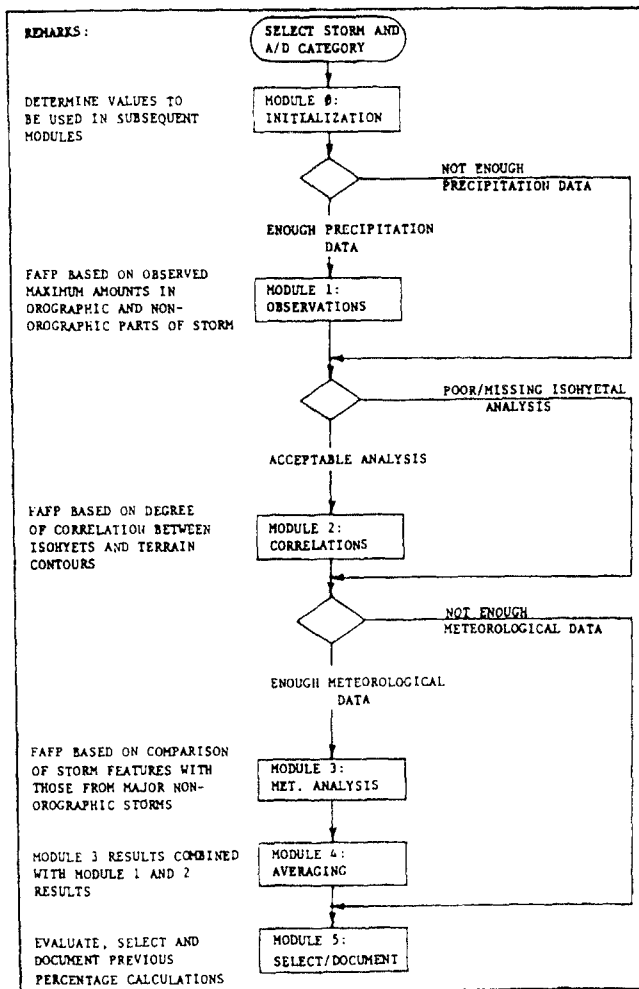 REMARKS:
SELECT STORM AND
A/D CATEGORY
DETERMINE VALUES TO
BE USED IN SUBSEQUENT
MODULES
MODULE 0:
INITIALIZATION
NOT ENOUGH
PRECIPITATION DATA
ENOUGH PRECIPITATION
DATA
FAFP BASED ON OBSERVED
MAXIMUM AMOUNTS IN
OROGRAPHIC AND NON-
OROGRAPHIC PARTS OF STORM
MODULE 1:
OBSERVATIONS
POOR/MISSING ISOHYETAL
ANALYSIS
ACCEPTABLE ANALYSIS
FAFP BASED ON DEGREE
OF CORRELATION BETWEEN
ISOHYETS AND TERRAIN
CONTOURS
MODULE 2:
CORRELATIONS
NOT ENOUGH
METEOROLOGICAL DATA
ENOUGH METEOROLOGICAL
DATA
FAFP BASED ON COMPARISON
OF STORM FEATURES WITH
THOSE FROM MAJOR NON-
OROGRAPHIC STORMS
MODULE 3:
MET. ANALYSIS
MODULE 3 RESULTS COMBINED
WITH MODULE 1 AND 2
RESULTS
MODULE 4:
AVERAGING
EVALUATE, SELECT AND
DOCUMENT PREVIOUS
PERCENTAGE CALCULATIONS
MODULE 5:
SELECT/DOCUMENT